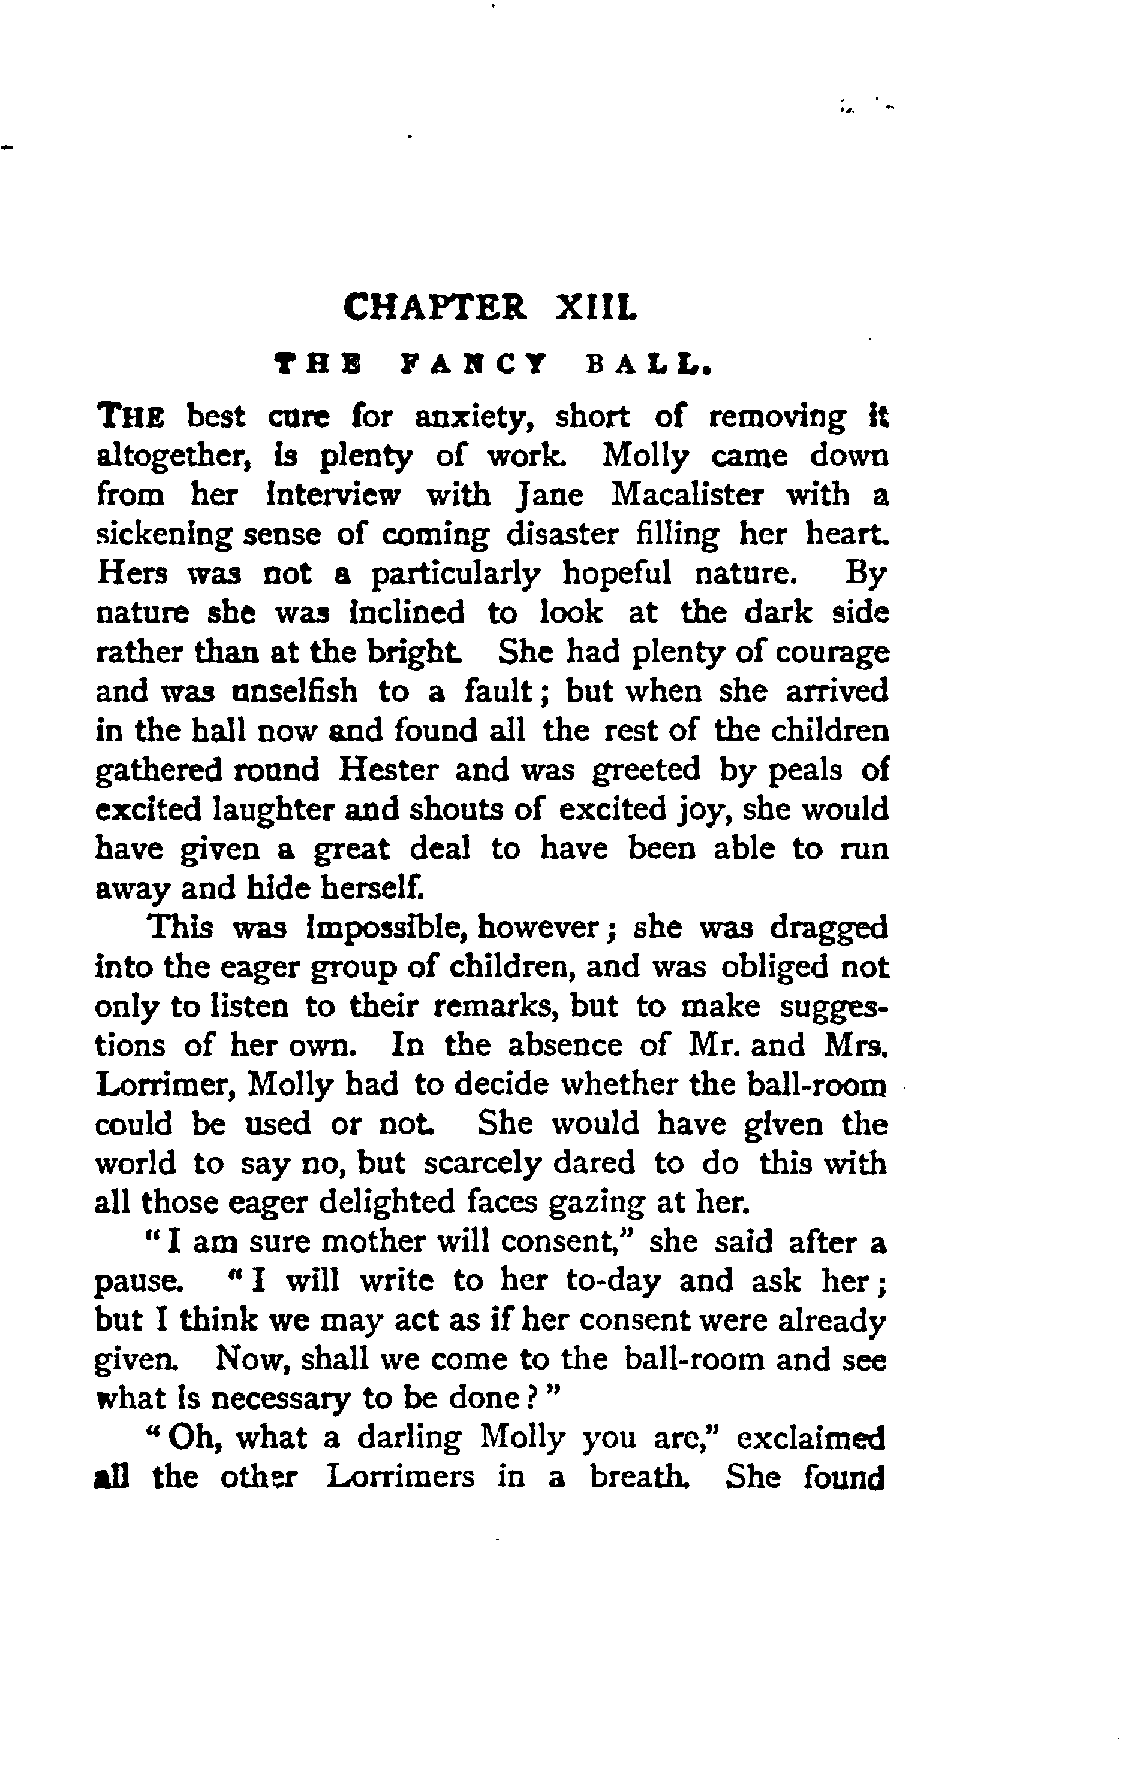 CHAPTER XIII.
THE FANCY BALL.
THE best cure for anxiety, short of removing it
altogether, is plenty of work. Molly came down
from her interview with Jane Macalister with a
sickening sense of coming disaster filling her heart.
Hers was not a particularly hopeful nature. By
nature she was inclined to look at the dark side
rather than at the bright. She had plenty of courage
and was unselfish to a fault; but when she arrived
in the hall now and found all the rest of the children
gathered round Hester and was greeted by peals of
excited laughter and shouts of excited joy, she would
have given a great deal to have been able to run
away and hide herself.
This was impossible, however; she was dragged
into the eager group of children, and was obliged not
only to listen to their remarks, but to make sugges-
tions of her own. In the absence of Mr. and Mrs.
Lorrimer, Molly had to decide whether the ball-room
could be used or not. She would have given the
world to say no, but scarcely dared to do this with
all those eager delighted faces gazing at her.
"I am sure mother will consent," she said after a
pause. "I will write to her to-day and ask her;
but I think we may act as if her consent were already
given. Now, shall we come to the ball-room and see
what is necessary to be done?"
"Oh, what a darling Molly you are," exclaimed
all the other Lorrimers in a breath. She found